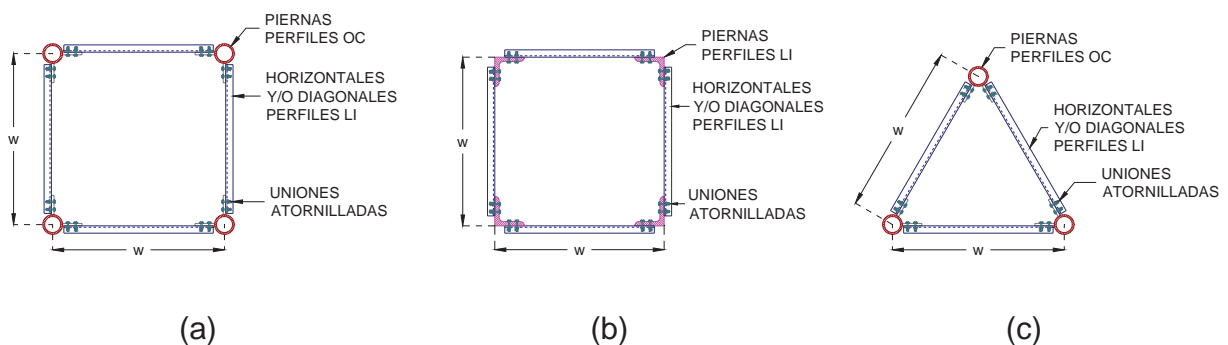 PIERNAS
PERFILES OC
HORIZONTALES
Y/O DIAGONALES
PERFILES LI
W
UNIONES
ATORNILLADAS
W
(a)
PIERNAS
PERFILES LI
HORIZONTALES
Y/O DIAGONALES
PERFILES LI
W
UNIONES
ATORNILLADAS
W
(b)
PIERNAS
PERFILES OC
W
HORIZONTALES
Y/O DIAGONALES
PERFILES LI
UNIONES
ATORNILLADAS
W
(c)